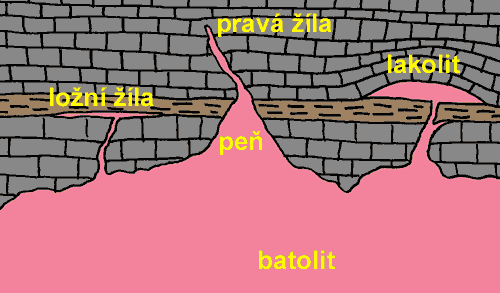 pravá žíla
lakolit
ložní žíla
peň
batolit